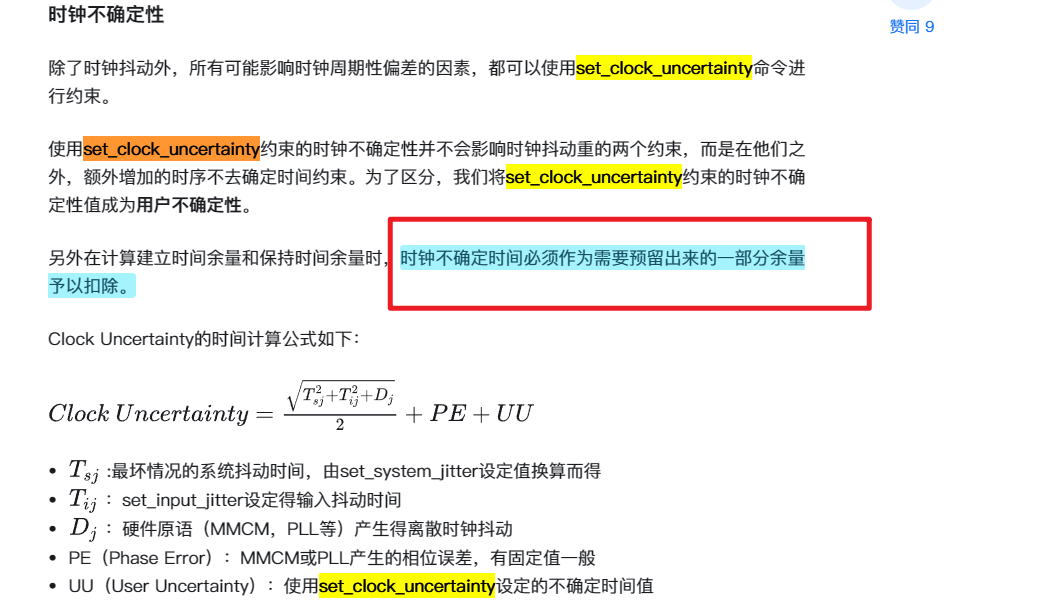 时钟不确定性
赞同 9
除了时钟抖动外，所有可能影响时钟周期性偏差的因素，都可以使用set_clock_uncertainty命令进
行约束。
使用set_clock_uncertainty约束的时钟不确定性并不会影响时钟抖动重的两个约束，而是在他们之
外，额外增加的时序不去确定时间约束。为了区分，我们将set_clock_uncertainty约束的时钟不确
定性值成为用户不确定性。
另外在计算建立时间余量和保持时间余量时，时钟不确定时间必须作为需要预留出来的一部分余量
予以扣除。
Clock Uncertainty的时间计算公式如下：
$Clock\ Uncertainty = \frac{\sqrt{T_{sj}^2+T_{ij}^2+D_j}}{2} + PE + UU$
• $T_{sj}$ :最坏情况的系统抖动时间，由set_system_jitter设定值换算而得
• $T_{ij}$ ：set_input_jitter设定得输入抖动时间
• $D_j$ ：硬件原语（MMCM，PLL等）产生得离散时钟抖动
• PE（Phase Error）：MMCM或PLL产生的相位误差，有固定值一般
• UU（User Uncertainty）：使用set_clock_uncertainty设定的不确定时间值